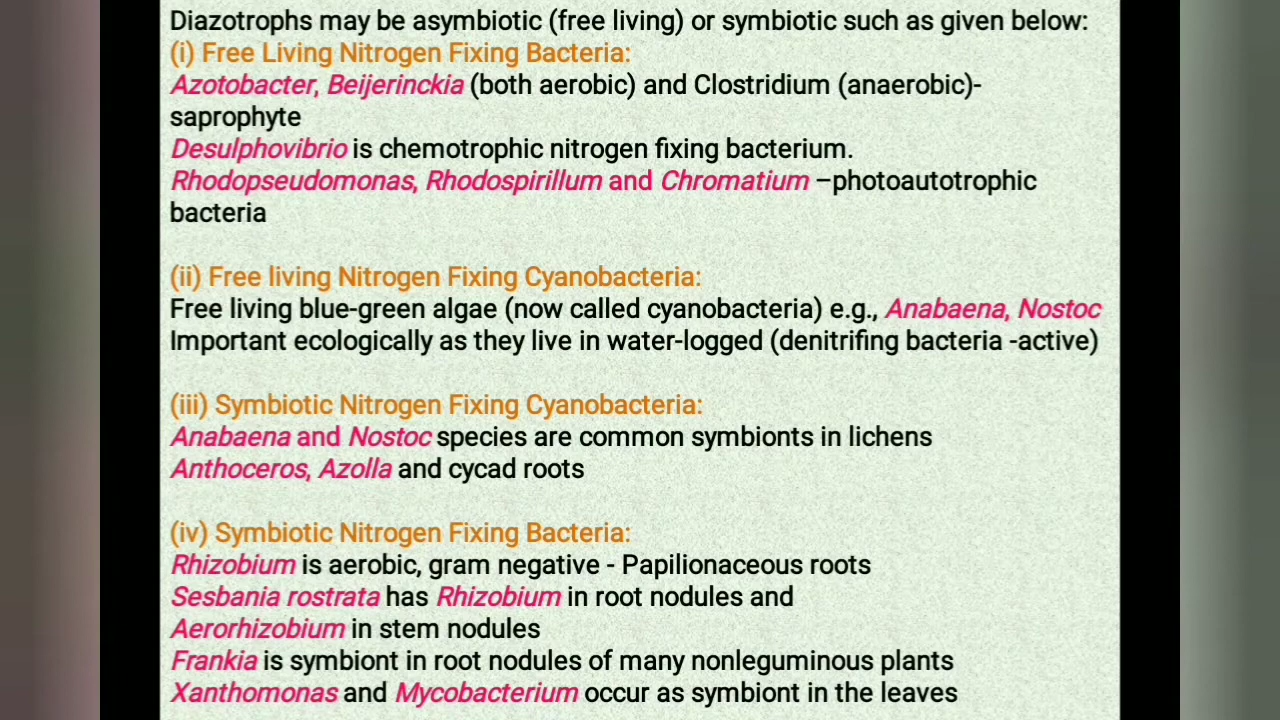 Diazotrophs may be asymbiotic (free living) or symbiotic such as given below:
(i) Free Living Nitrogen Fixing Bacteria:
Azotobacter, Beijerinckia (both aerobic) and Clostridium (anaerobic)-
saprophyte
Desulphovibrio is chemotrophic nitrogen fixing bacterium.
Rhodopseudomonas, Rhodospirillum and Chromatium –photoautotrophic
bacteria
(ii) Free living Nitrogen Fixing Cyanobacteria:
Free living blue-green algae (now called cyanobacteria) e.g., Anabaena, Nostoc
Important ecologically as they live in water-logged (denitrifing bacteria -active)
(iii) Symbiotic Nitrogen Fixing Cyanobacteria:
Anabaena and Nostoc species are common symbionts in lichens
Anthoceros, Azolla and cycad roots
(iv) Symbiotic Nitrogen Fixing Bacteria:
Rhizobium is aerobic, gram negative - Papilionaceous roots
Sesbania rostrata has Rhizobium in root nodules and
Aerorhizobium in stem nodules
Frankia is symbiont in root nodules of many nonleguminous plants
Xanthomonas and Mycobacterium occur as symbiont in the leaves